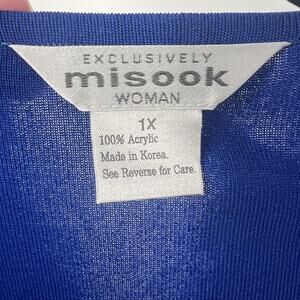 EXCLUSIVELY
misook
WOMAN
1X
100% Acrylic
Made in Korea.
See Reverse for Care.